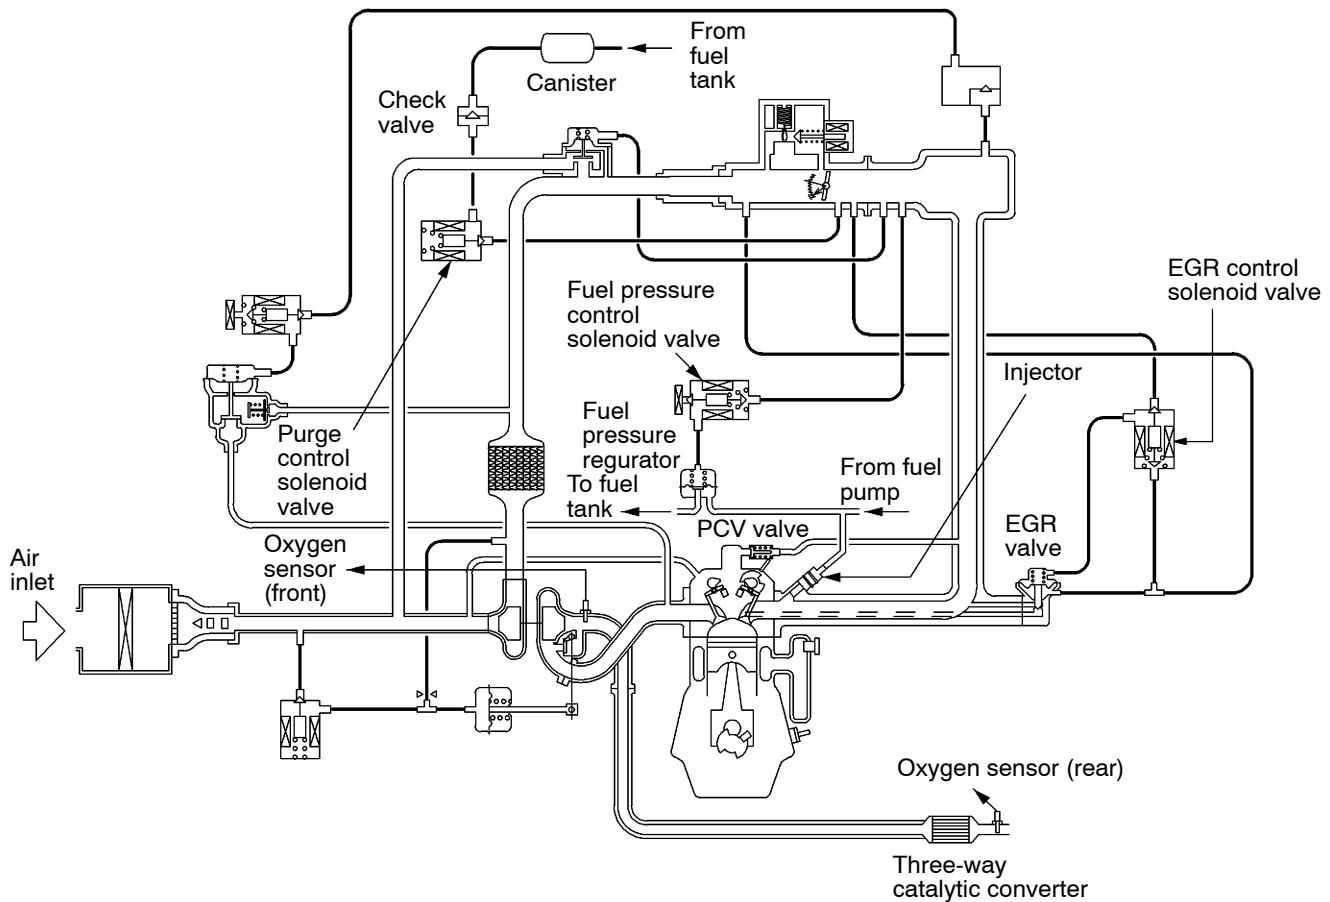 From
fuel
tank
Canister
Check
valve
EGR control
solenoid valve
Fuel pressure
control
solenoid valve
Injector
Fuel
pressure
regurator
Purge
control
solenoid
valve
To fuel
tank
From fuel
pump
PCV valve
EGR
valve
Oxygen
sensor
(front)
Air
inlet
Oxygen sensor (rear)
Three-way
catalytic converter